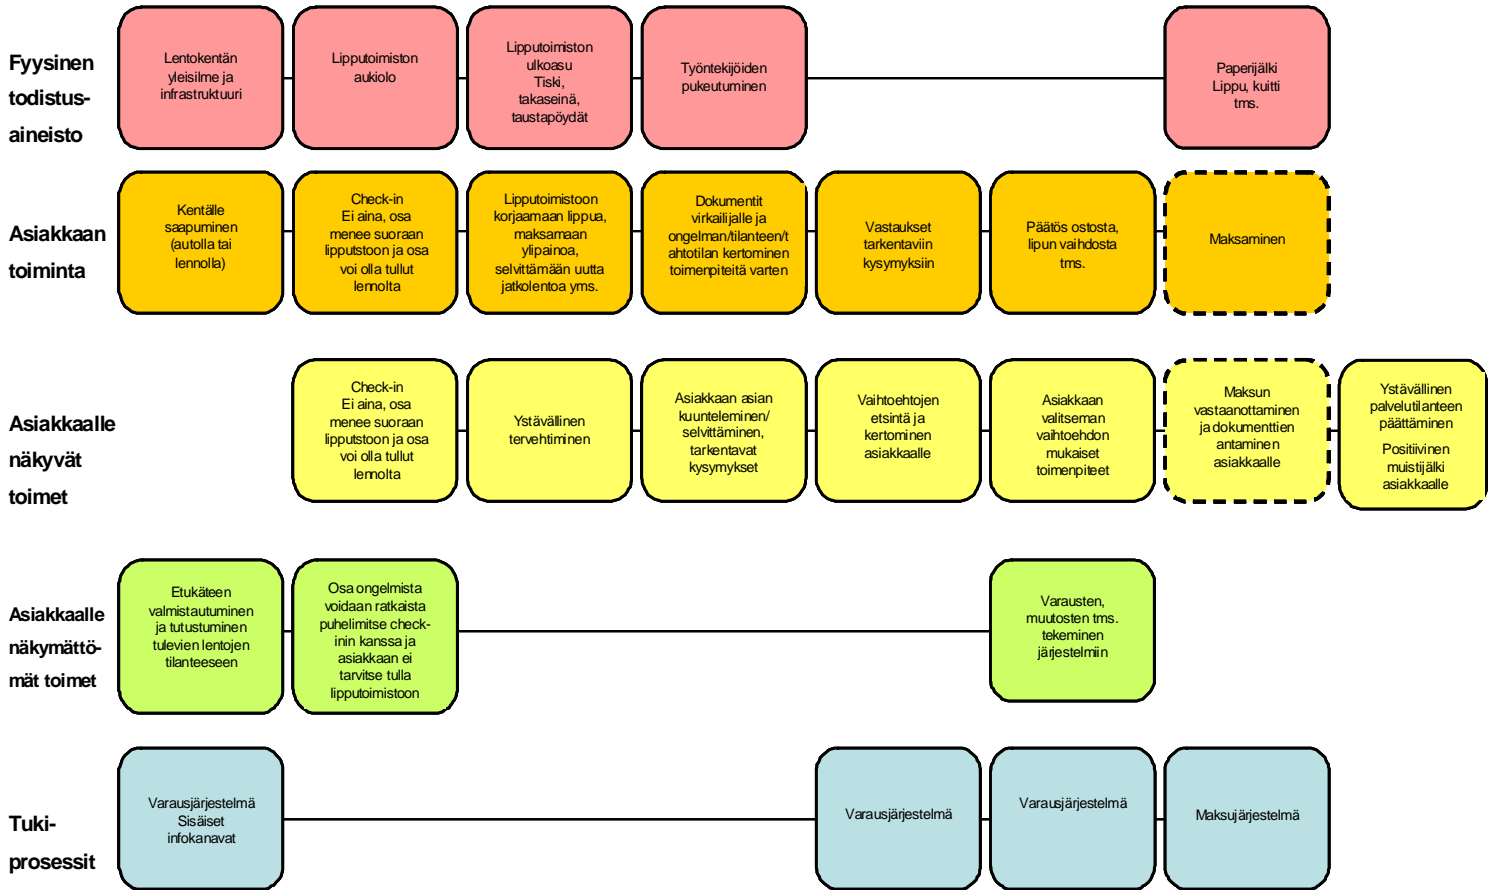 Fyysinen
todistus-
aineisto
Lentokentän
yleisilme ja
infrastruktuuri
Lipputoimiston
aukiolo
Lipputoimiston
ulkoasu
Tiski,
takaseinä,
taustapöydät
Työntekijöiden
pukeutuminen
Paperijälki
Lippu, kuitti
tms.
Asiakkaan
toiminta
Kentälle
saapuminen
(autolla tai
lennolla)
Check-in
Ei aina, osa
menee suoraan
lipputstoon ja osa
voi olla tullut
lennolta
Lipputoimistoon
korjaamaan lippua,
maksamaan
ylipainoa,
selvittämään uutta
jatkolentoa yms.
Dokumentit
virkailijalle ja
ongelman/tilanteen/t
ahtotilan kertominen
toimenpiteitä varten
Vastaukset
tarkentaviin
kysymyksiin
Päätös ostosta,
lipun vaihdosta
tms.
Maksaminen
Asiakkaalle
näkyvät
toimet
Check-in
Ei aina, osa
menee suoraan
lipputstoon ja osa
voi olla tullut
lennolta
Ystävällinen
tervehtiminen
Asiakkaan asian
kuunteleminen/
selvittäminen,
tarkentavat
kysymykset
Vaihtoehtojen
etsintä ja
kertominen
asiakkaalle
Asiakkaan
valitseman
vaihtoehdon
mukaiset
toimenpiteet
Maksun
vastaanottaminen
ja dokumenttien
antaminen
asiakkaalle
Ystävällinen
palvelutilanteen
päättäminen
Positiivinen
muistijälki
asiakkaalle
Asiakkaalle
näkymättö-
mät toimet
Etukäteen
valmistautuminen
ja tutustuminen
tulevien lentojen
tilanteeseen
Osa ongelmista
voidaan ratkaista
puhelimitse check-
inin kanssa ja
asiakkaan ei
tarvitse tulla
lipputoimistoon
Varausten,
muutosten tms.
tekeminen
järjestelmiin
Tuki-
prosessit
Varausjärjestelmä
Sisäiset
infokanavat
Varausjärjestelmä
Varausjärjestelmä
Maksujärjestelmä